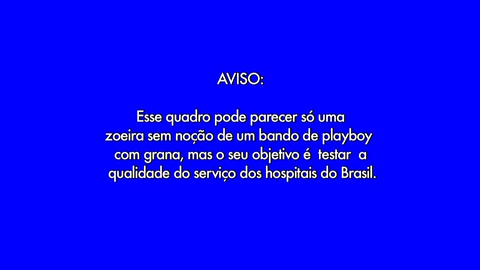 AVISO:
Esse quadro pode parecer só uma
zoeira sem noção de um bando de playboy
com grana, mas o seu objetivo é testar a
qualidade do serviço dos hospitais do Brasil.